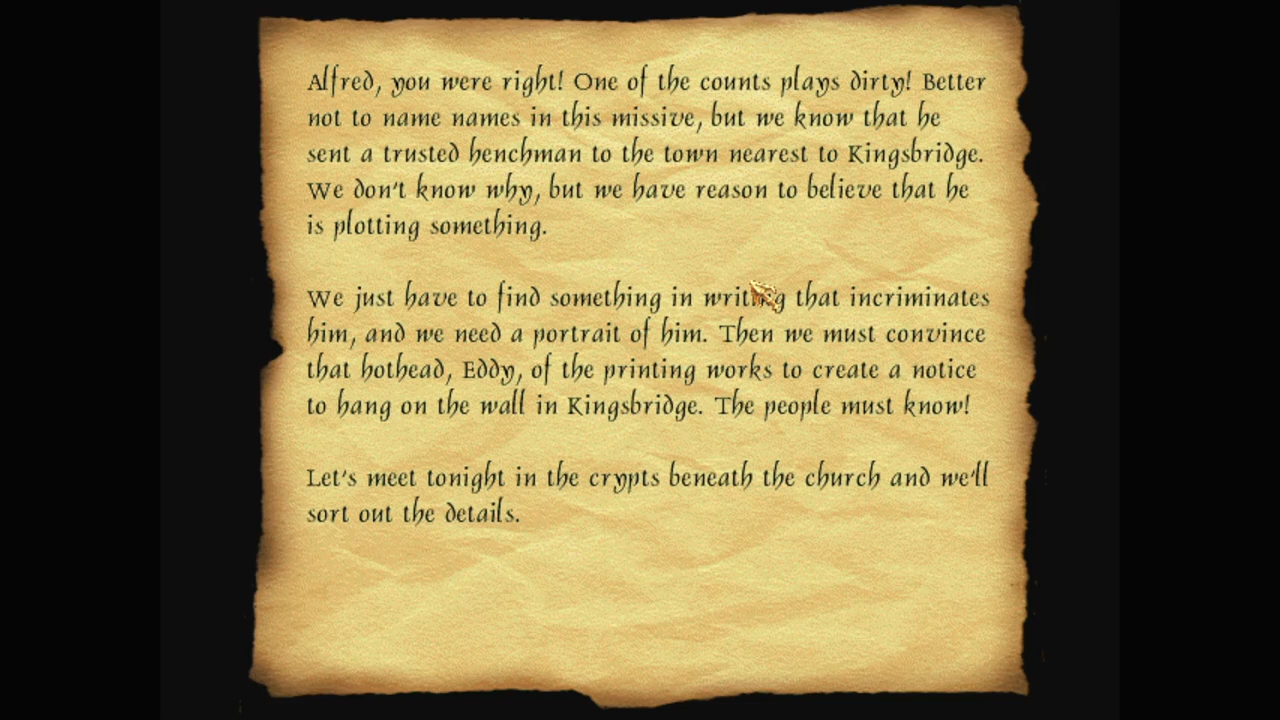 Alfred, you were right! One of the counts plays dirty! Better
not to name names in this missive, but we know that he
sent a trusted henchman to the town nearest to Kingsbridge.
We don't know why, but we have reason to believe that he
is plotting something.
We just have to find something in writing that incriminates
him, and we need a portrait of him. Then we must convince
that hothead, Eddy, of the printing works to create a notice
to hang on the wall in Kingsbridge. The people must know!
Let's meet tonight in the crypts beneath the church and we'll
sort out the details.